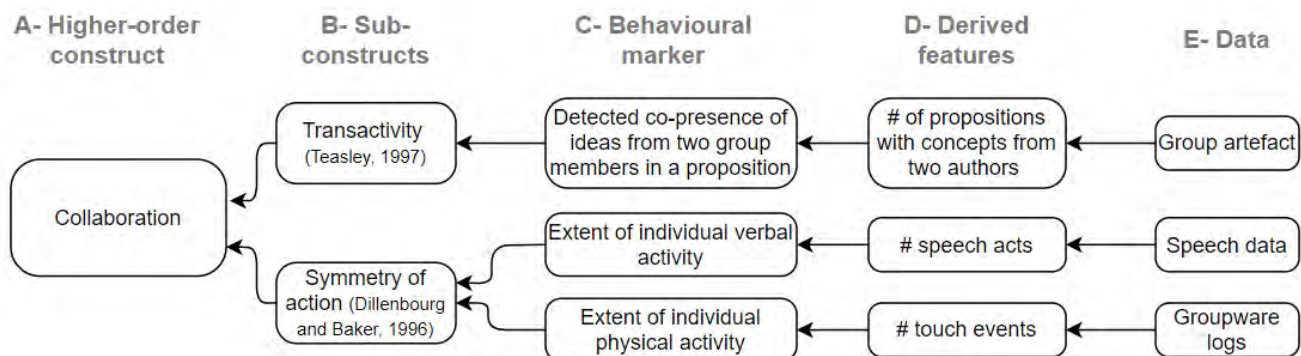 A- Higher-order
construct
B- Sub-
constructs
C- Behavioural
marker
D- Derived
features
E- Data
Transactivity
(Teasley, 1997)
Detected co-presence of
ideas from two group
members in a proposition
# of propositions
with concepts from
two authors
Group artefact
Collaboration
Extent of individual verbal
activity
# speech acts
Speech data
Symmetry of
action (Dillenbourg
and Baker, 1996)
Extent of individual
physical activity
# touch events
Groupware
logs